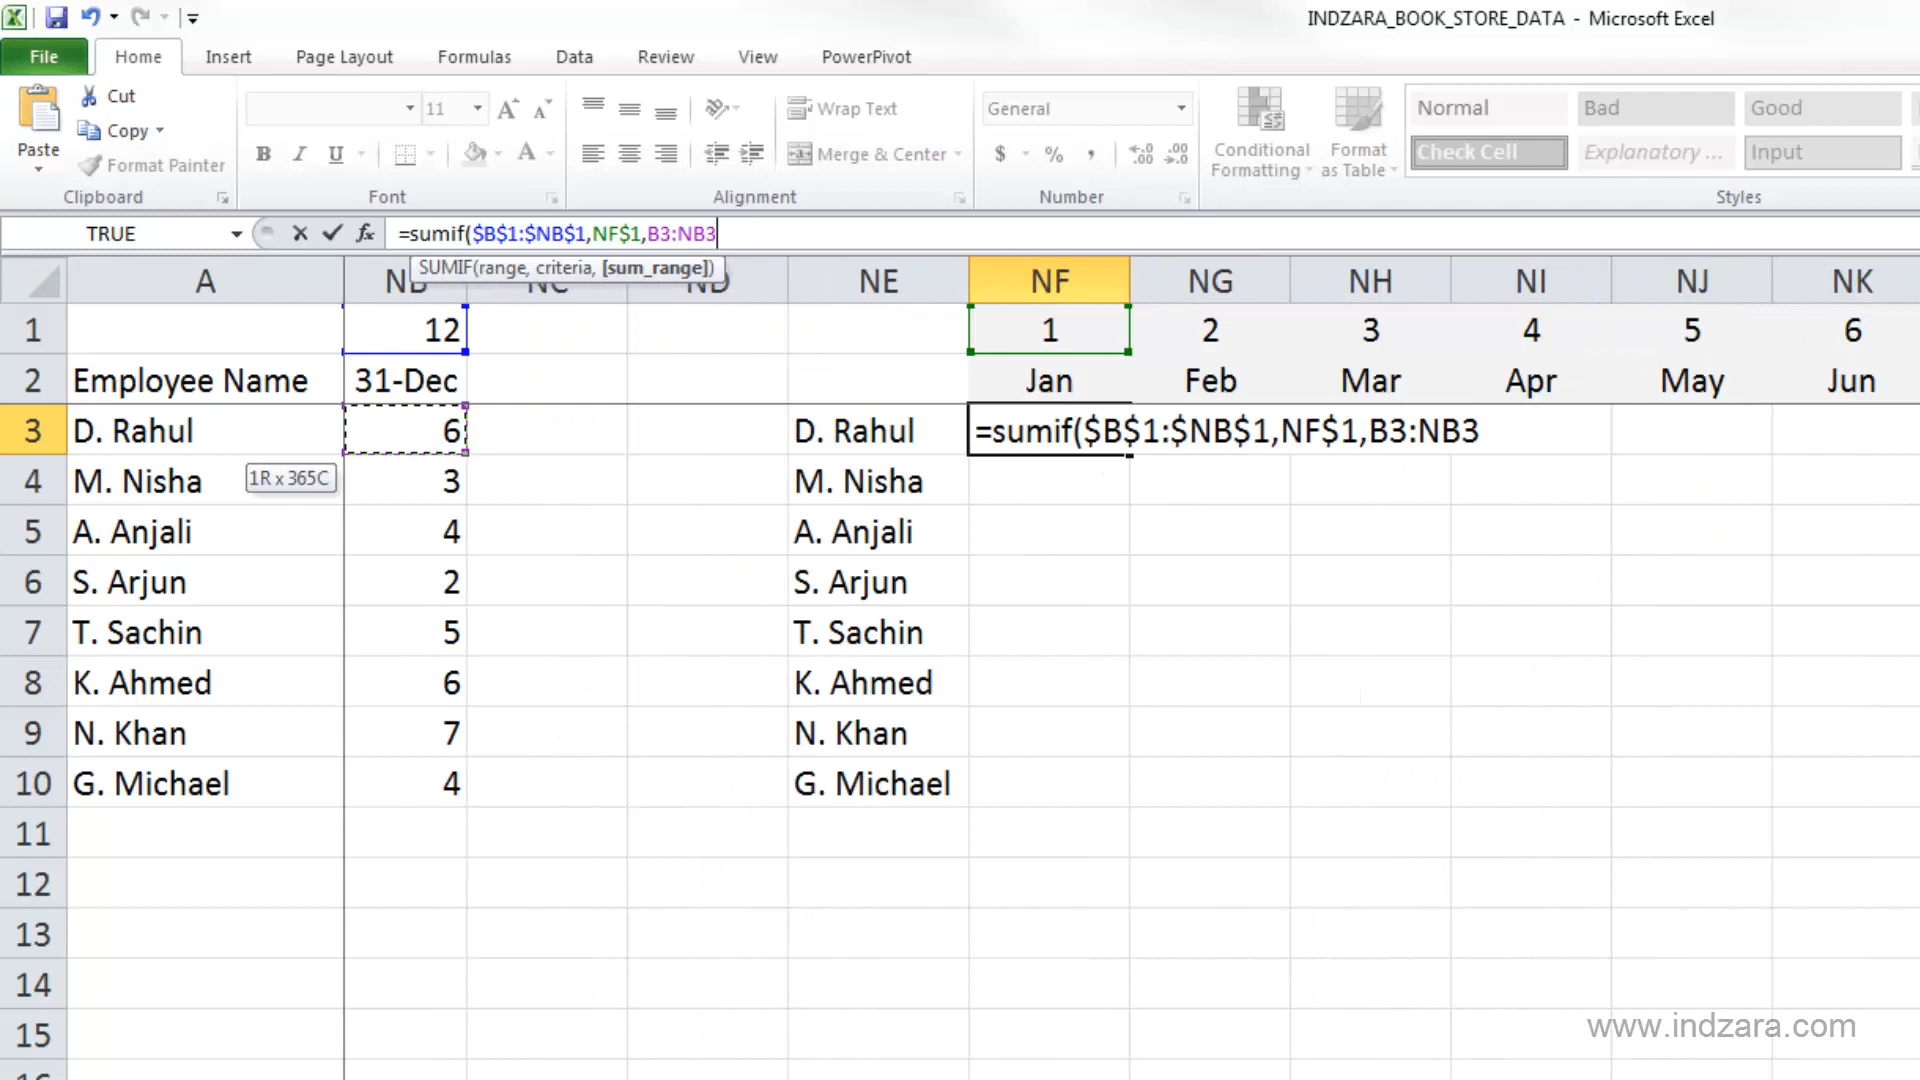 INDZARA_BOOK_STORE_DATA - Microsoft Excel
File Home Insert Page Layout Formulas Data Review View PowerPivot
Paste
Cut
Copy
Format Painter
Clipboard
11
B I U
Font
Wrap Text
Merge & Center
Alignment
General
$ % ,
Number
Conditional Formatting
Format as Table
Normal Bad Good
Check Cell Explanatory ... Input
Styles
TRUE fx =sumif($B$1:$NB$1,NF$1,B3:NB3
SUMIF(range, criteria, [sum_range])
A NB NC ND NE NF NG NH NI NJ NK
1 12 1 2 3 4 5 6
2 Employee Name 31-Dec Jan Feb Mar Apr May Jun
3 D. Rahul 6 D. Rahul =sumif($B$1:$NB$1,NF$1,B3:NB3
4 M. Nisha 1R x 365C 3 M. Nisha
5 A. Anjali 4 A. Anjali
6 S. Arjun 2 S. Arjun
7 T. Sachin 5 T. Sachin
8 K. Ahmed 6 K. Ahmed
9 N. Khan 7 N. Khan
10 G. Michael 4 G. Michael
11
12
13
14
15
16
www.indzara.com